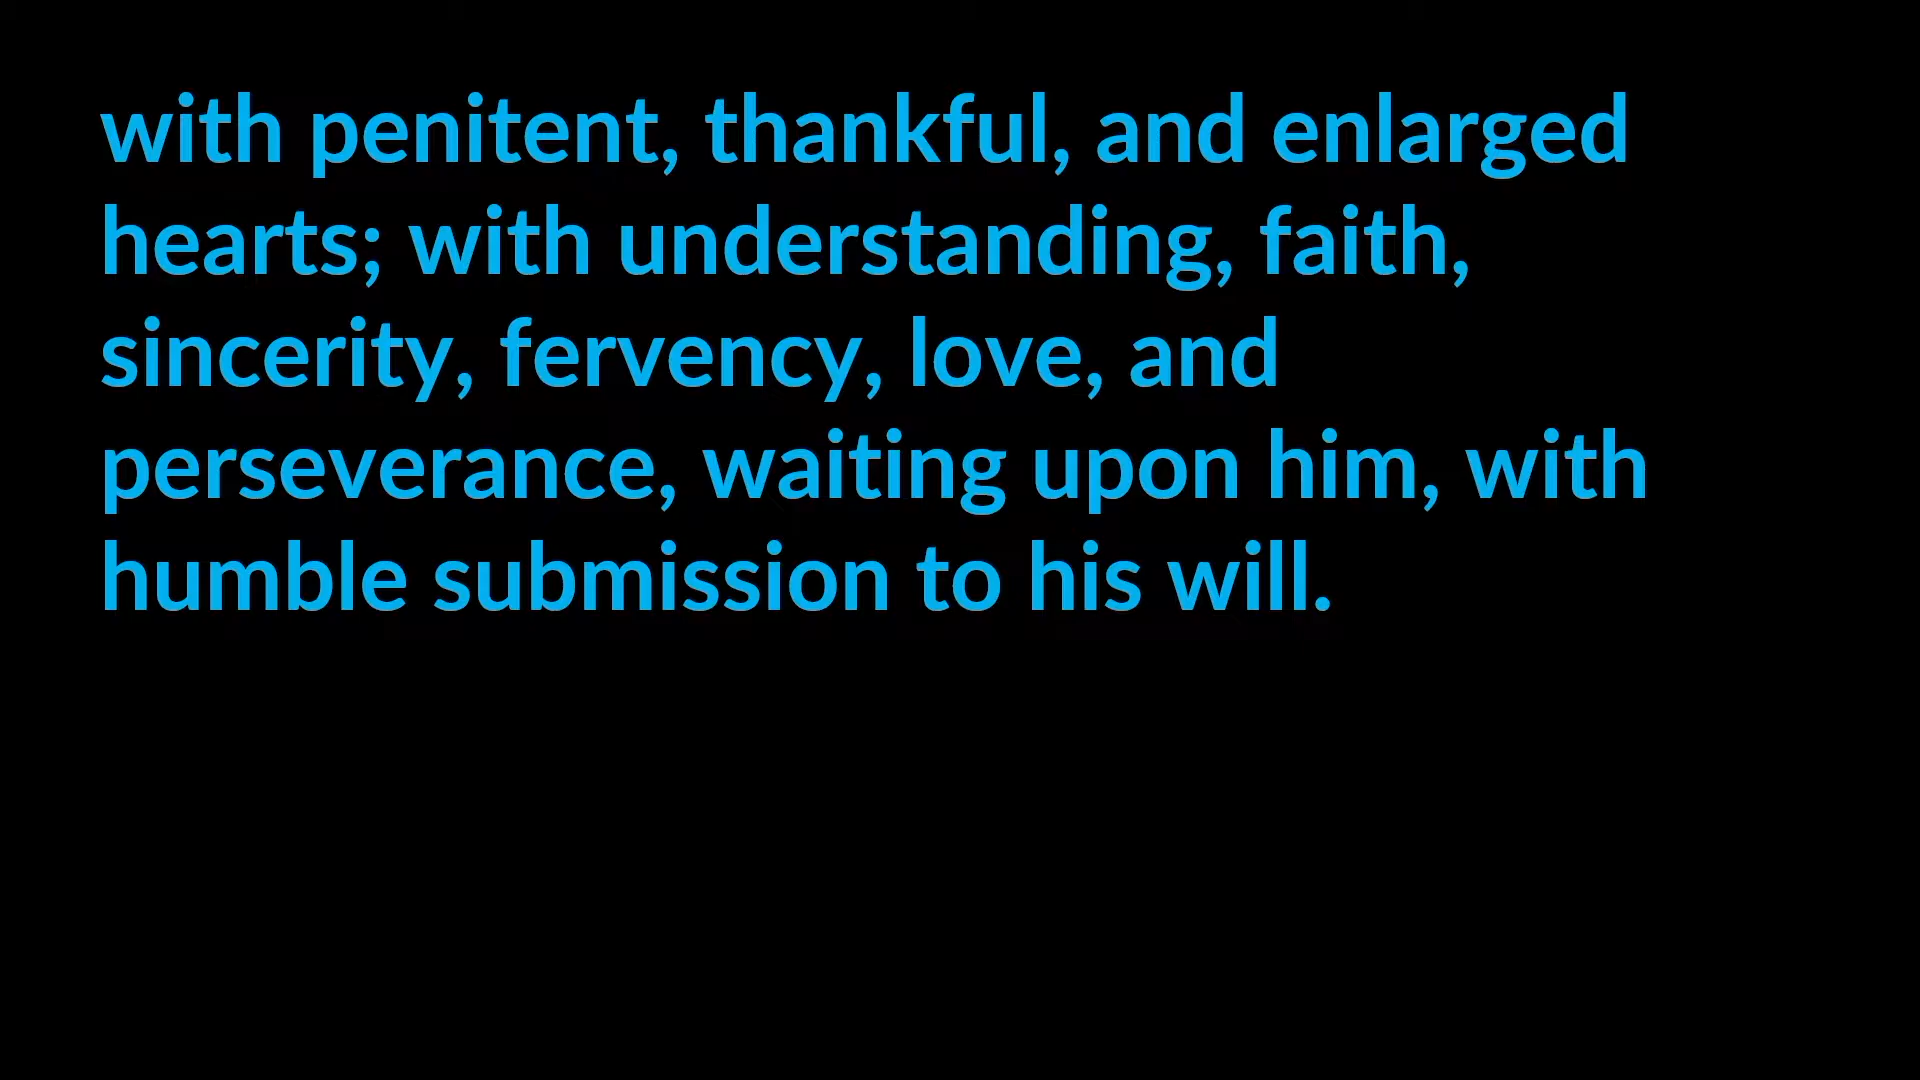 with penitent, thankful, and enlarged
hearts; with understanding, faith,
sincerity, fervency, love, and
perseverance, waiting upon him, with
humble submission to his will.